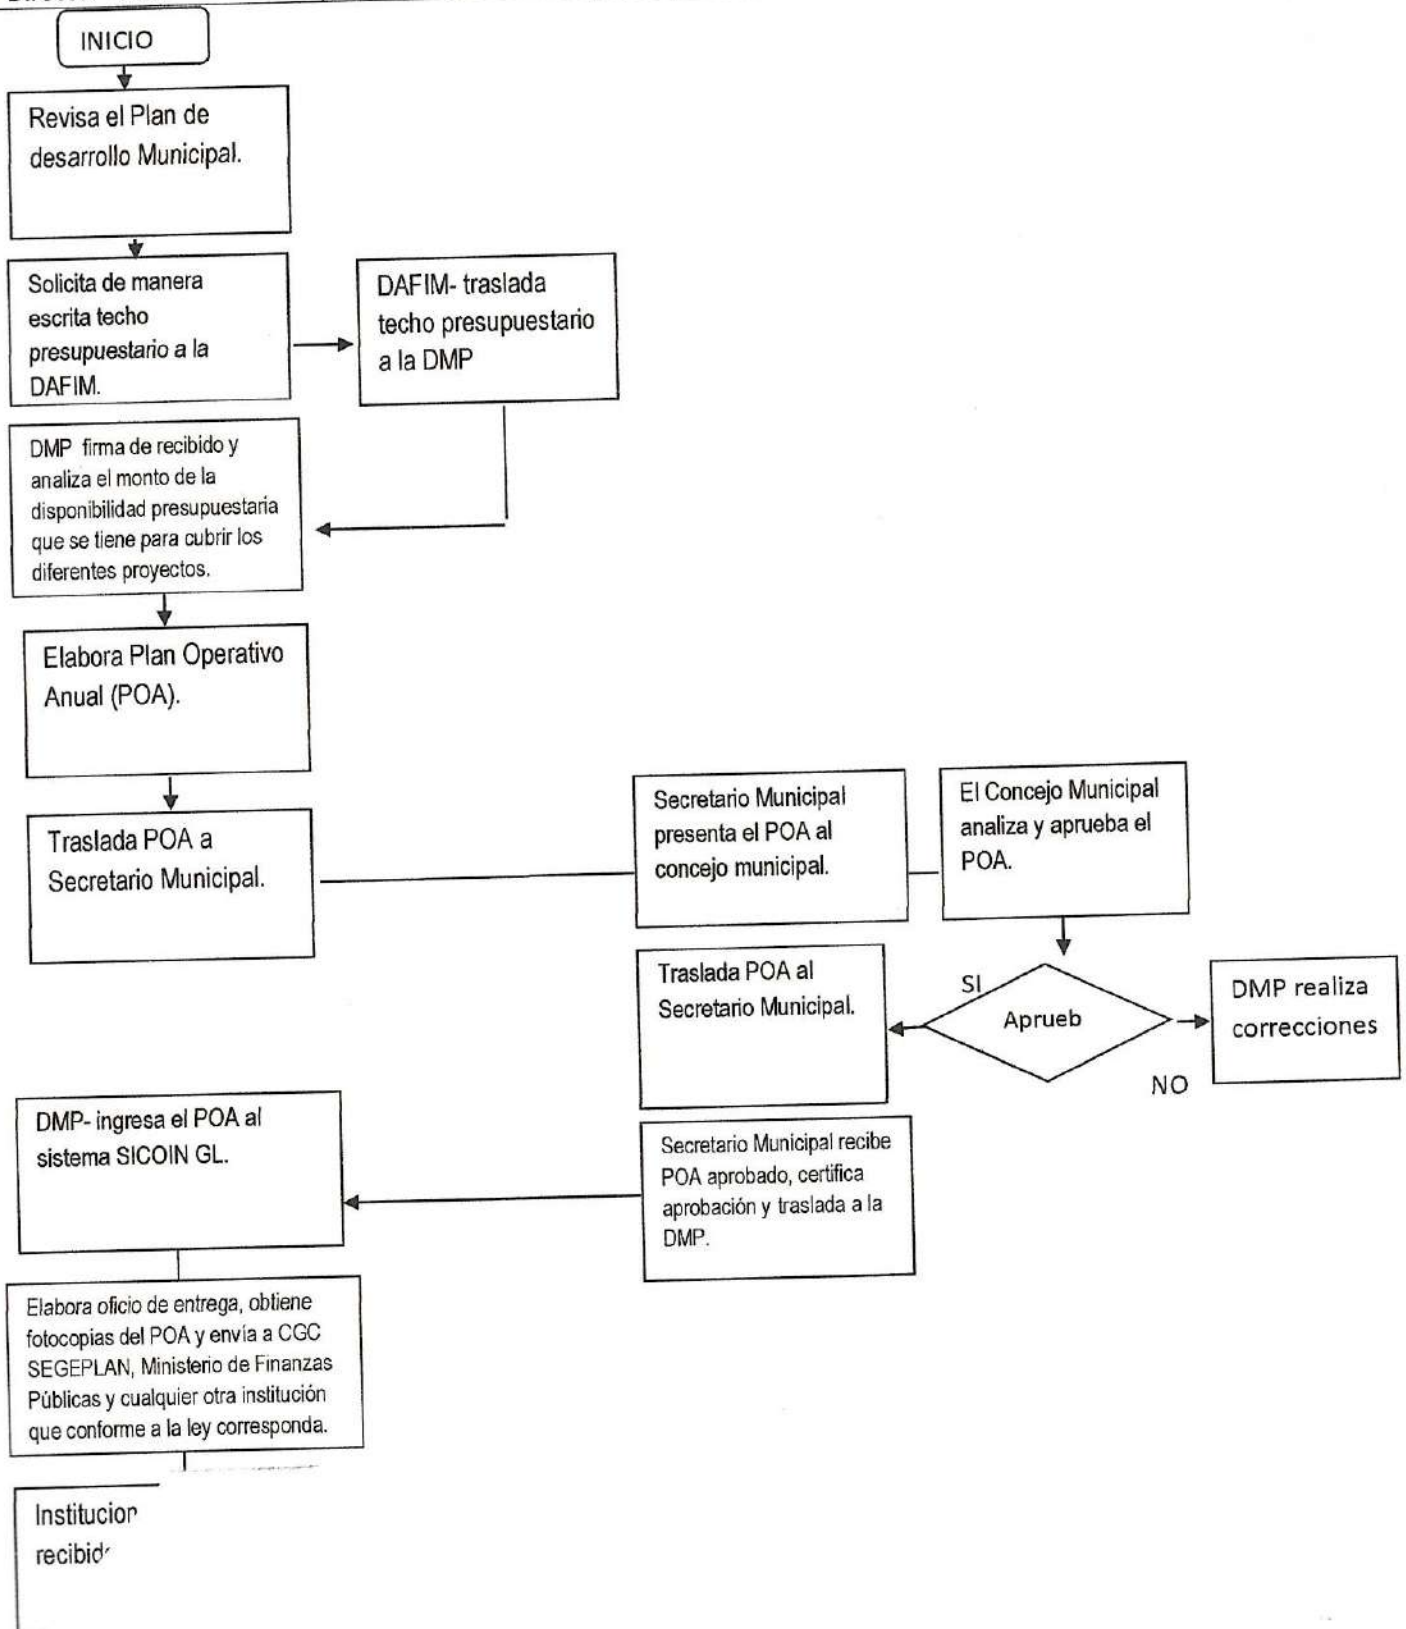 INICIO
Revisa el Plan de
desarrollo Municipal.
Solicita de manera
escrita techo
presupuestario a la
DAFIM.
DAFIM- traslada
techo presupuestario
a la DMP
DMP firma de recibido y
analiza el monto de la
disponibilidad presupuestaria
que se tiene para cubrir los
diferentes proyectos.
Elabora Plan Operativo
Anual (POA).
Traslada POA a
Secretario Municipal.
Secretario Municipal
presenta el POA al
concejo municipal.
El Concejo Municipal
analiza y aprueba el
POA.
Traslada POA al
Secretario Municipal.
SI
Aprueb
NO
DMP realiza
correcciones
DMP- ingresa el POA al
sistema SICOIN GL.
Secretario Municipal recibe
POA aprobado, certifica
aprobación y traslada a la
DMP.
Elabora oficio de entrega, obtiene
fotocopias del POA y envía a CGC
SEGEPLAN, Ministerio de Finanzas
Públicas y cualquier otra institución
que conforme a la ley corresponda.